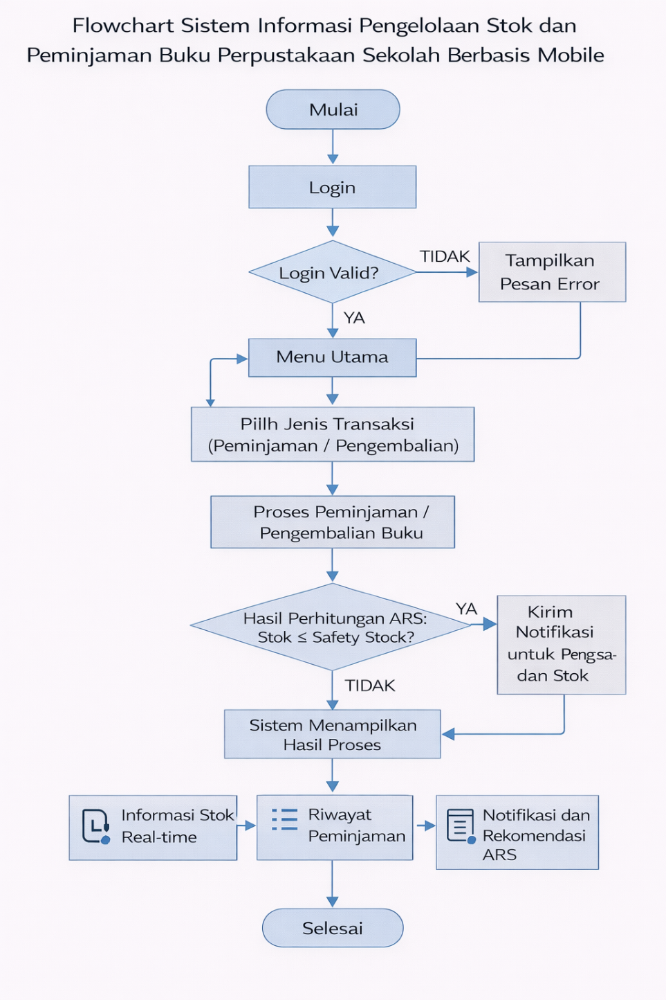 Flowchart Sistem Informasi Pengelolaan Stok dan
Peminjaman Buku Perpustakaan Sekolah Berbasis Mobile
Mulai
Login
Login Valid?
TIDAK
Tampilkan
Pesan Error
YA
Menu Utama
Piilh Jenis Transaksi
(Peminjaman / Pengembalian)
Proses Peminjaman /
Pengembalian Buku
Hasil Perhitungan ARS:
Stok ≤ Safety Stock?
YA
Kirim
Notifikasi
untuk Pengsa-
dan Stok
TIDAK
Sistem Menampilkan
Hasil Proses
Informasi Stok
Real-time
Riwayat
Peminjaman
Notifikasi dan
Rekomendasi
ARS
Selesai